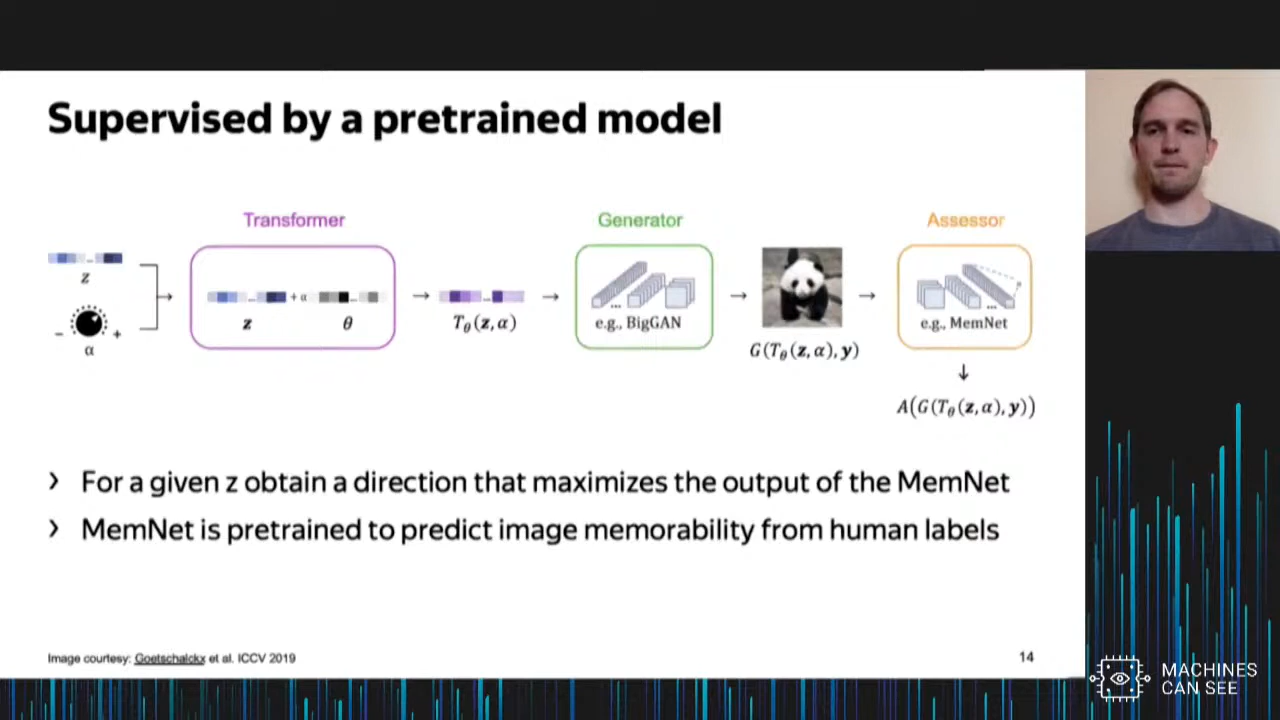 Supervised by a pretrained model
Transformer
Generator
Assessor
z
− +
α
... + α ...
z θ
...
T_θ(z, α)
...
e.g., BigGAN
G(T_θ(z, α), y)
...
e.g., MemNet
A(G(T_θ(z, α), y))
› For a given z obtain a direction that maximizes the output of the MemNet
› MemNet is pretrained to predict image memorability from human labels
Image courtesy: Goetschalckx et al. ICCV 2019
14
MACHINES
CAN SEE